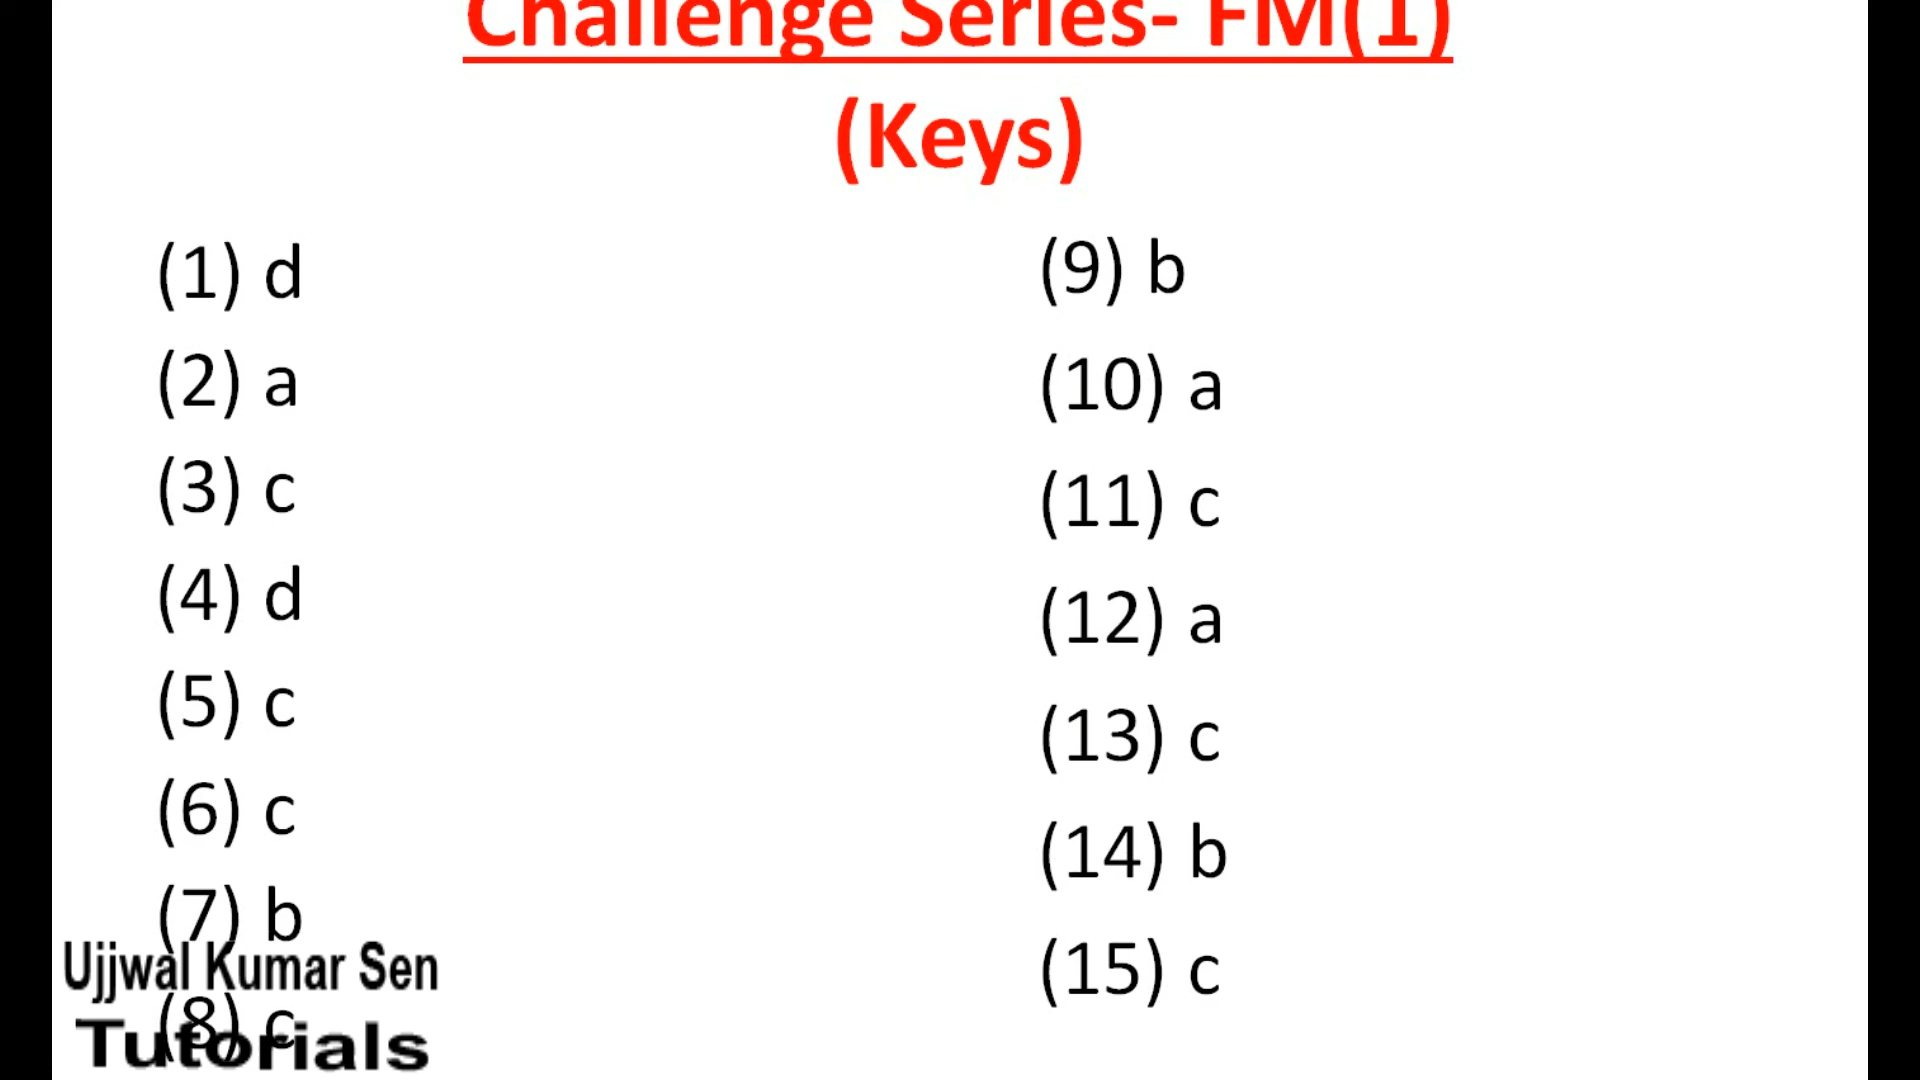 Challenge Series- FM(1)
(Keys)
(1) d
(2) a
(3) c
(4) d
(5) c
(6) c
(7) b
(8) c
(9) b
(10) a
(11) c
(12) a
(13) c
(14) b
(15) c
Ujjwal Kumar Sen
Tutorials